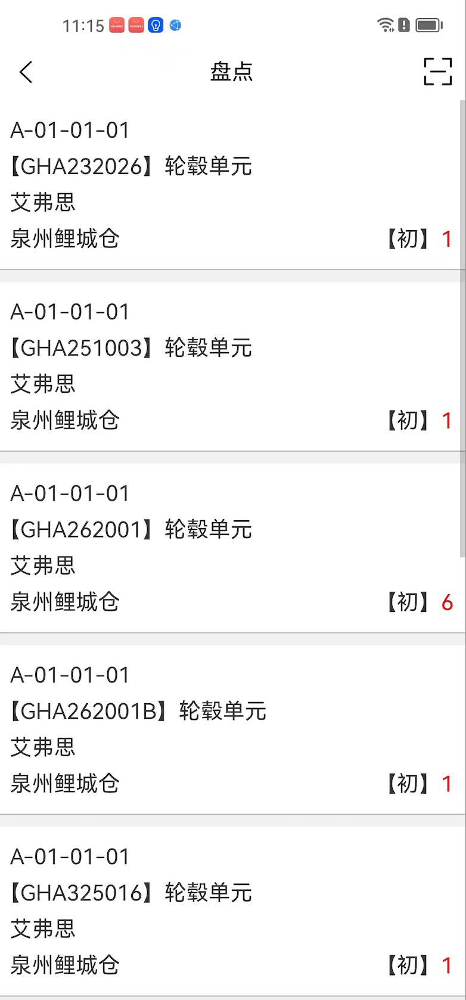 11:15
盘点
A-01-01-01
【GHA232026】轮毂单元
艾弗思
泉州鲤城仓 【初】1
A-01-01-01
【GHA251003】轮毂单元
艾弗思
泉州鲤城仓 【初】1
A-01-01-01
【GHA262001】轮毂单元
艾弗思
泉州鲤城仓 【初】6
A-01-01-01
【GHA262001B】轮毂单元
艾弗思
泉州鲤城仓 【初】1
A-01-01-01
【GHA325016】轮毂单元
艾弗思
泉州鲤城仓 【初】1